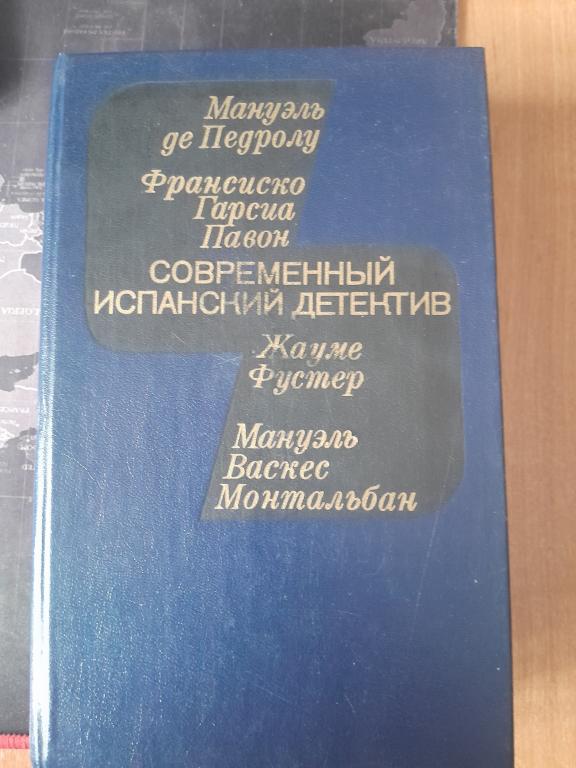 Мануэль
де Педролу
Франсиско
Гарсиа
Павон
СОВРЕМЕННЫЙ
ИСПАНСКИЙ ДЕТЕКТИВ
Жауме
Фустер
Мануэль
Васкес
Монтальбан